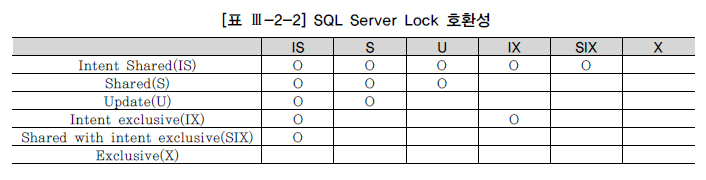 [표 Ⅲ-2-2] SQL Server Lock 호환성
IS S U IX SIX X
Intent Shared(IS) O O O O O
Shared(S) O O O
Update(U) O O
Intent exclusive(IX) O O
Shared with intent exclusive(SIX) O
Exclusive(X)